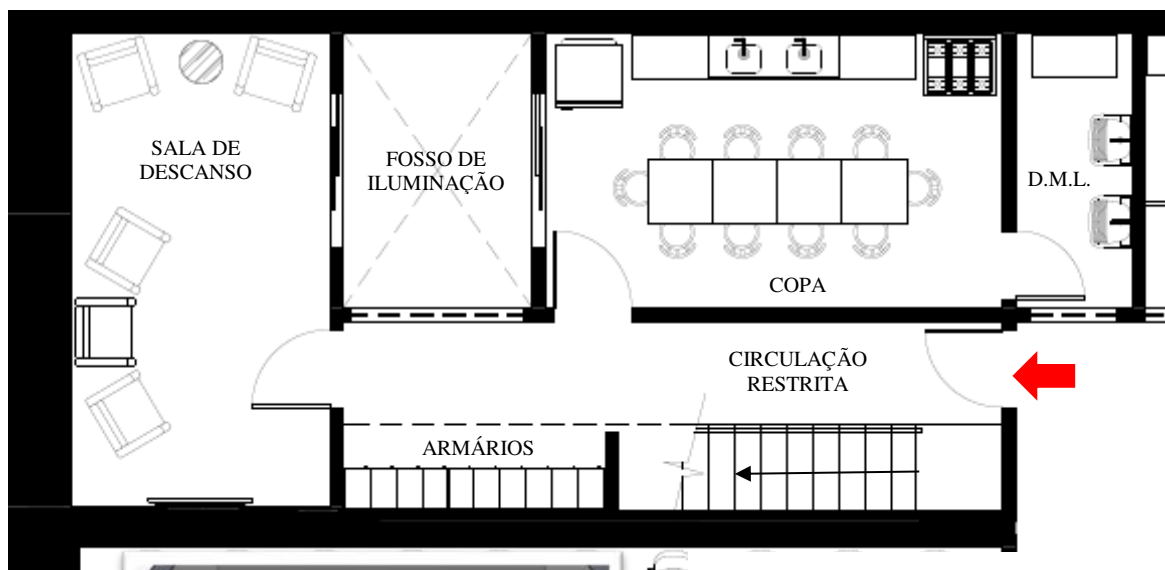 SALA DE
DESCANSO
FOSSO DE
ILUMINAÇÃO
D.M.L.
COPA
CIRCULAÇÃO
RESTRITA
ARMÁRIOS